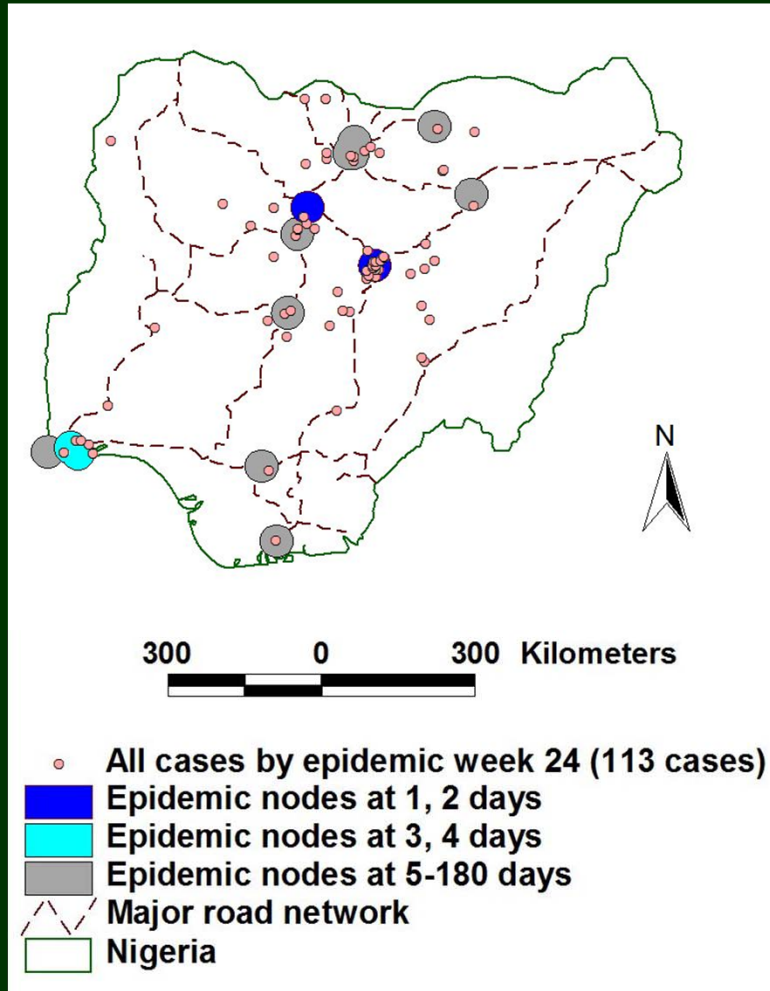 N
300 0 300 Kilometers
All cases by epidemic week 24 (113 cases)
Epidemic nodes at 1, 2 days
Epidemic nodes at 3, 4 days
Epidemic nodes at 5-180 days
Major road network
Nigeria